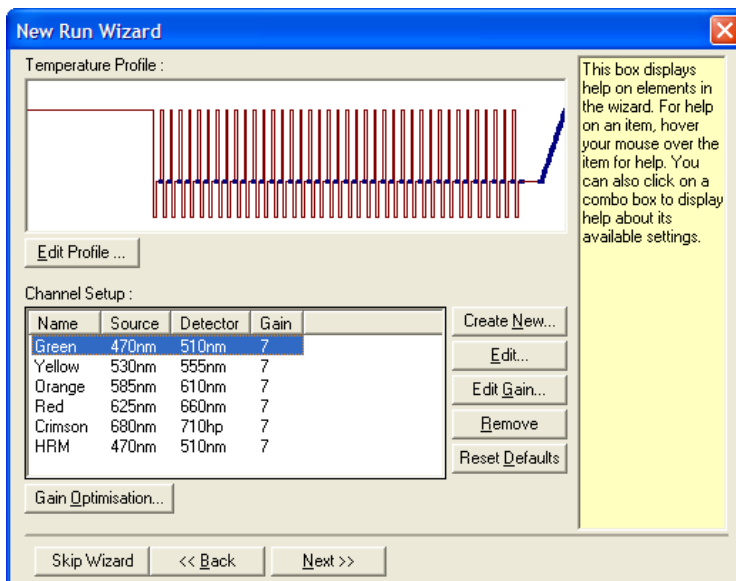 New Run Wizard
Temperature Profile :
Edit Profile ...
Channel Setup :
Name Source Detector Gain
Green 470nm 510nm 7
Yellow 530nm 555nm 7
Orange 585nm 610nm 7
Red 625nm 660nm 7
Crimson 680nm 710hp 7
HRM 470nm 510nm 7
Create New...
Edit...
Edit Gain...
Remove
Reset Defaults
Gain Optimisation...
This box displays
help on elements in
the wizard. For help
on an item, hover
your mouse over the
item for help. You
can also click on a
combo box to display
help about its
available settings.
Skip Wizard << Back Next >>